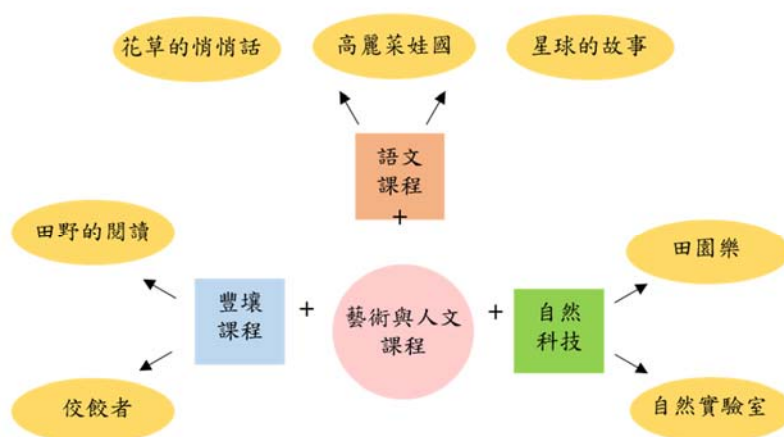 花草的悄悄話
高麗菜娃國
星球的故事
語文
課程
+
田野的閱讀
田園樂
豐壤
課程
+
藝術與人文
課程
+
自然
科技
佼餃者
自然實驗室